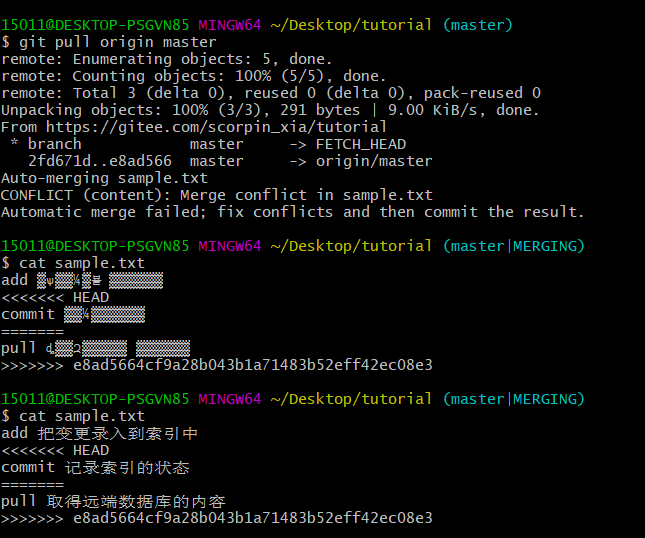 15011@DESKTOP-PSGVN85 MINGW64 ~/Desktop/tutorial (master)
$ git pull origin master
remote: Enumerating objects: 5, done.
remote: Counting objects: 100% (5/5), done.
remote: Total 3 (delta 0), reused 0 (delta 0), pack-reused 0
Unpacking objects: 100% (3/3), 291 bytes | 9.00 KiB/s, done.
From https://gitee.com/scorpin_xia/tutorial
 * branch            master     -> FETCH_HEAD
   2fd671d..e8ad566  master     -> origin/master
Auto-merging sample.txt
CONFLICT (content): Merge conflict in sample.txt
Automatic merge failed; fix conflicts and then commit the result.
15011@DESKTOP-PSGVN85 MINGW64 ~/Desktop/tutorial (master|MERGING)
$ cat sample.txt
add
<<<<<<< HEAD
commit
=======
pull
>>>>>>> e8ad5664cf9a28b043b1a71483b52eff42ec08e3
15011@DESKTOP-PSGVN85 MINGW64 ~/Desktop/tutorial (master|MERGING)
$ cat sample.txt
add 把变更录入到索引中
<<<<<<< HEAD
commit 记录索引的状态
=======
pull 取得远端数据库的内容
>>>>>>> e8ad5664cf9a28b043b1a71483b52eff42ec08e3